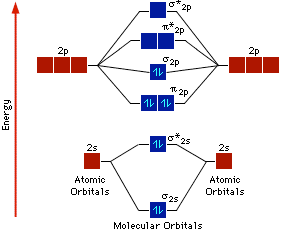 σ*2p
π*2p
2p
2p
σ2p
π2p
Energy
σ*2s
2s
2s
Atomic
Orbitals
Atomic
Orbitals
σ2s
Molecular Orbitals